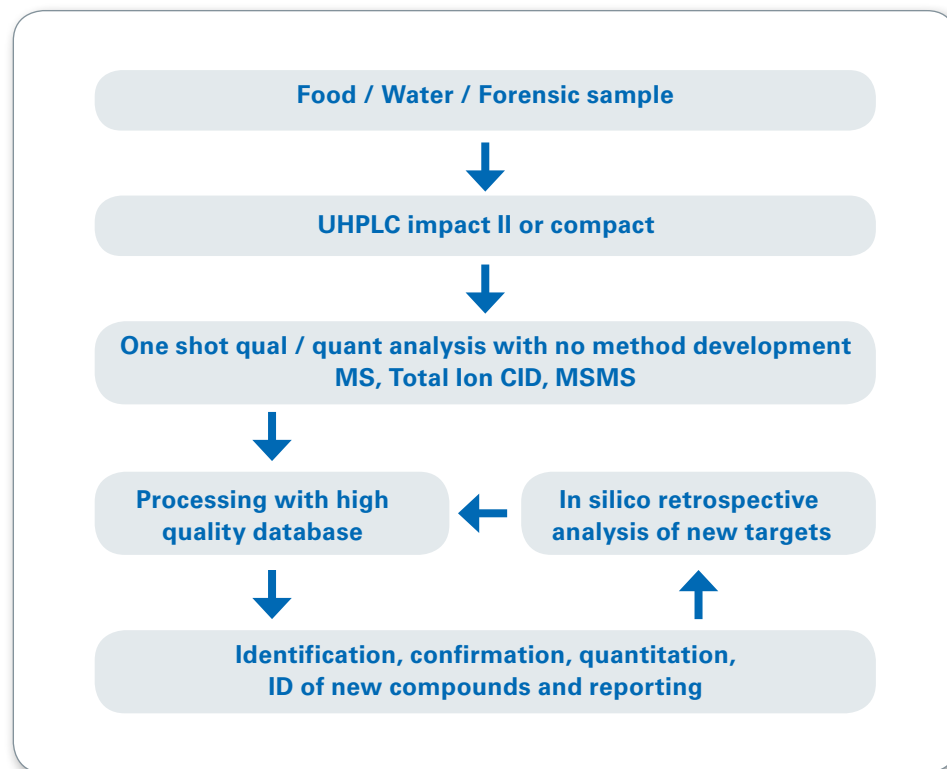 Food / Water / Forensic sample
UHPLC impact II or compact
One shot qual / quant analysis with no method development
MS, Total Ion CID, MSMS
Processing with high
quality database
In silico retrospective
analysis of new targets
Identification, confirmation, quantitation,
ID of new compounds and reporting